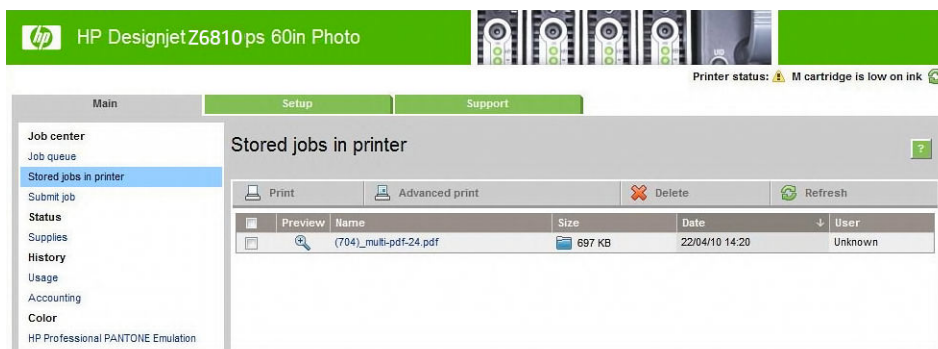 hp HP Designjet Z6810 ps 60in Photo
Printer status: M cartridge is low on ink
Main Setup Support
Job center
Job queue
Stored jobs in printer
Submit job
Status
Supplies
History
Usage
Accounting
Color
HP Professional PANTONE Emulation
Stored jobs in printer
?
Print Advanced print Delete Refresh
Preview Name Size Date User
(704)_multi-pdf-24.pdf 697 KB 22/04/10 14:20 Unknown